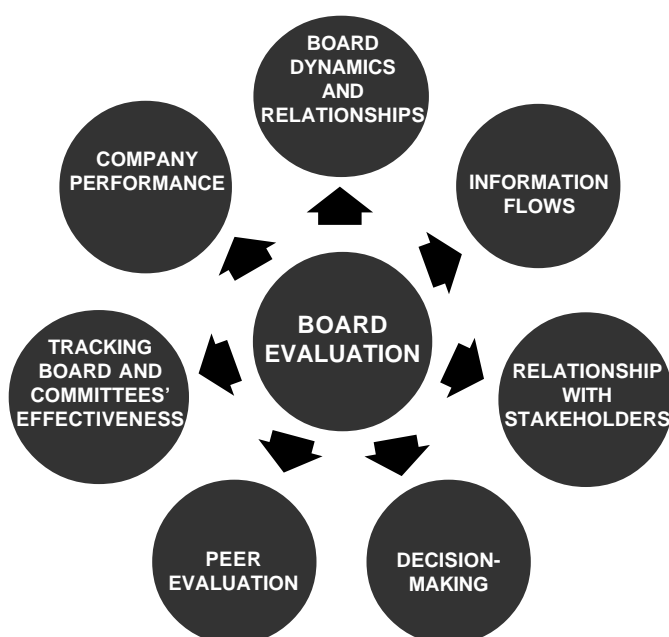 BOARD
DYNAMICS
AND
RELATIONSHIPS
INFORMATION
FLOWS
RELATIONSHIP
WITH
STAKEHOLDERS
DECISION-
MAKING
PEER
EVALUATION
TRACKING
BOARD AND
COMMITTEES’
EFFECTIVENESS
COMPANY
PERFORMANCE
BOARD
EVALUATION